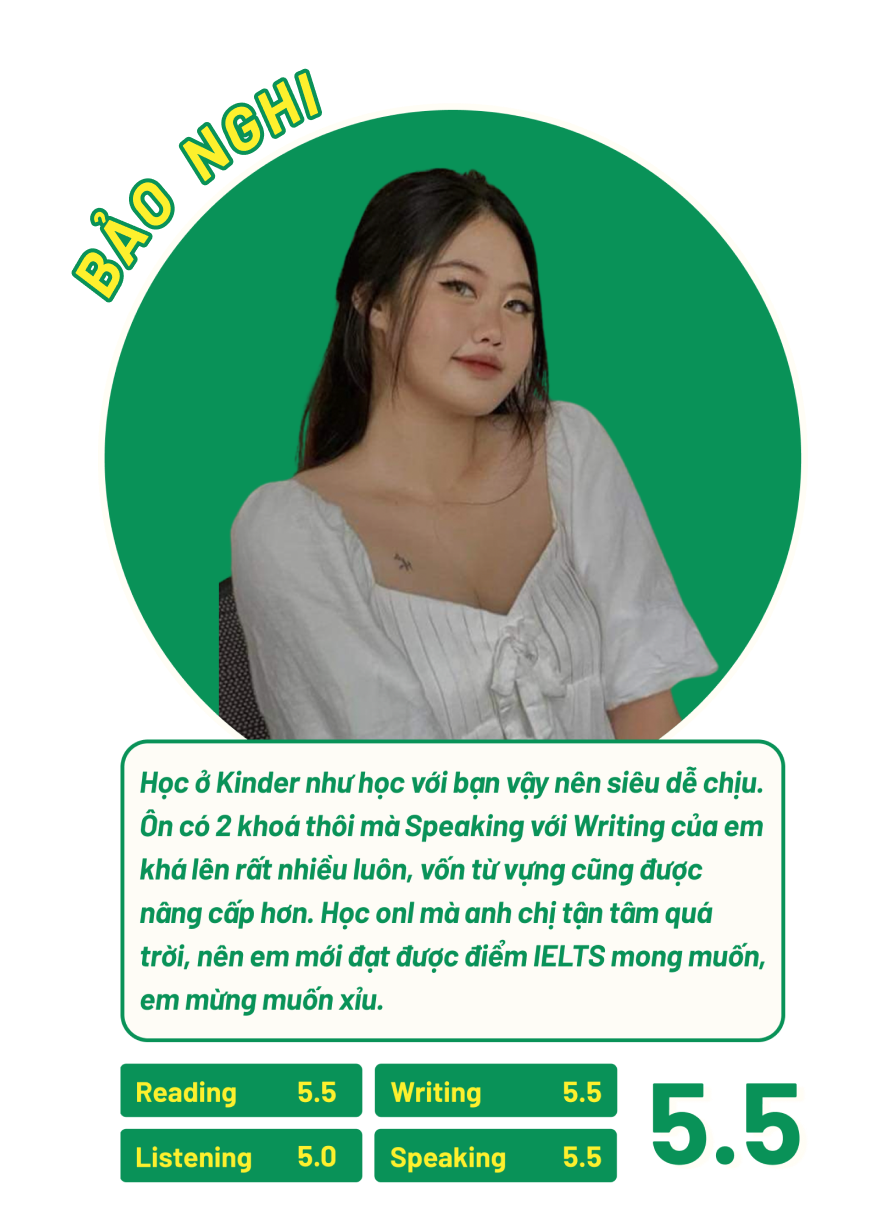 BẢO NGHI
Học ở Kinder như học với bạn vậy nên siêu dễ chịu.
Ôn có 2 khoá thôi mà Speaking với Writing của em
khá lên rất nhiều luôn, vốn từ vựng cũng được
nâng cấp hơn. Học onl mà anh chị tận tâm quá
trời, nên em mới đạt được điểm IELTS mong muốn,
em mừng muốn xỉu.
Reading 5.5 Writing 5.5
Listening 5.0 Speaking 5.5
5.5